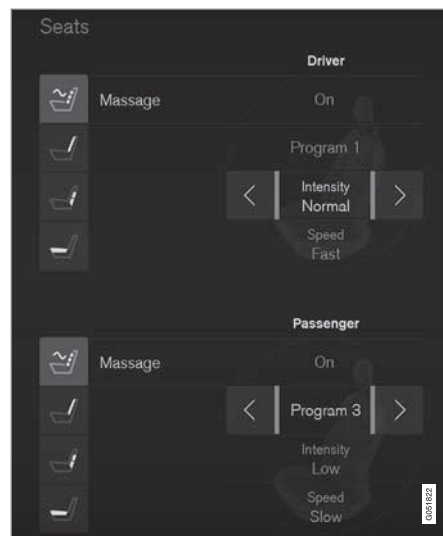 Seats
Driver
Massage On
Program 1
Intensity
Normal
Speed
Fast
Passenger
Massage On
Program 3
Intensity
Low
Speed
Slow
G051822